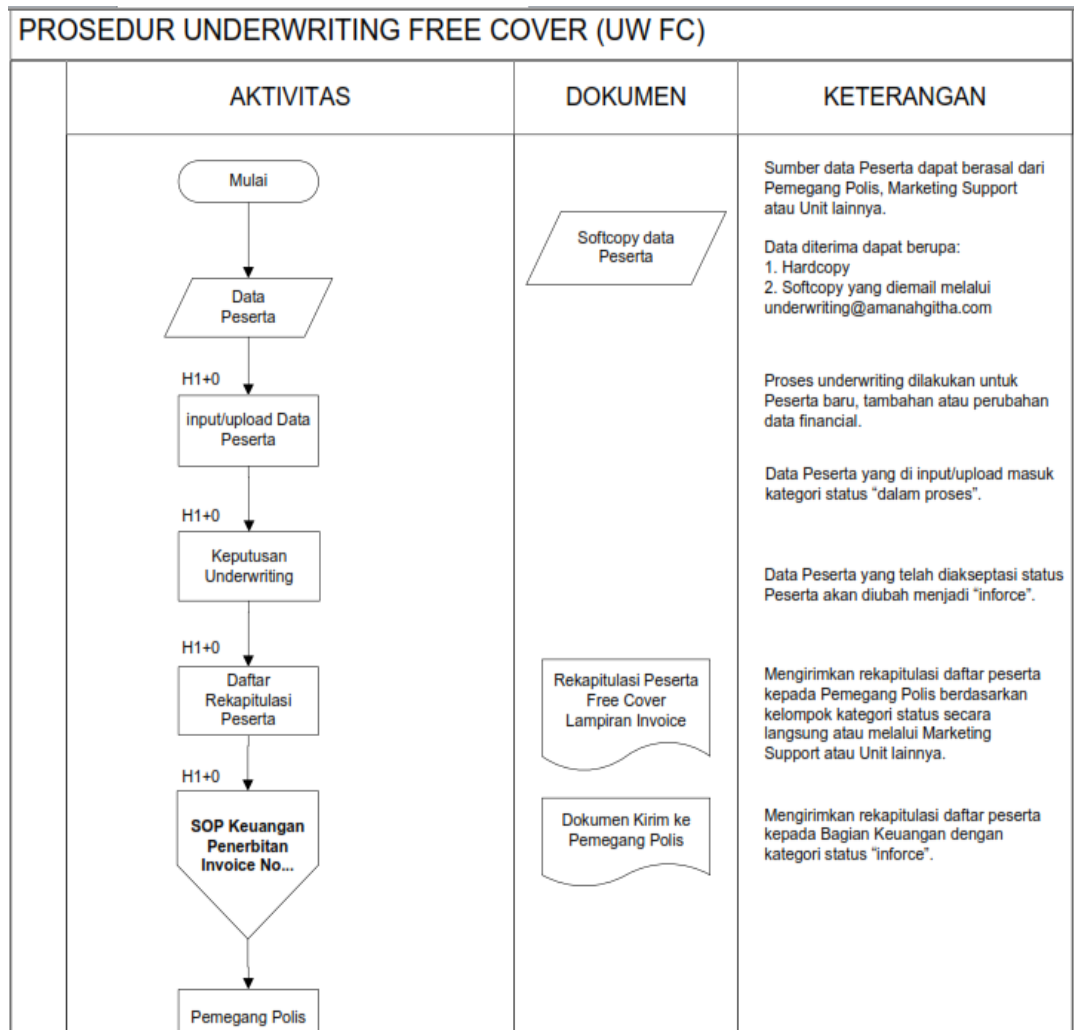 PROSEDUR UNDERWRITING FREE COVER (UW FC)
AKTIVITAS
DOKUMEN
KETERANGAN
Mulai
Sumber data Peserta dapat berasal dari
Pemegang Polis, Marketing Support
atau Unit lainnya.
Softcopy data
Peserta
Data diterima dapat berupa:
1. Hardcopy
2. Softcopy yang diemail melalui
underwriting@amanahgitha.com
Data
Peserta
H1+0
input/upload Data
Peserta
Proses underwriting dilakukan untuk
Peserta baru, tambahan atau perubahan
data financial.
Data Peserta yang di input/upload masuk
kategori status “dalam proses”.
H1+0
Keputusan
Underwriting
Data Peserta yang telah diakseptasi status
Peserta akan diubah menjadi “inforce”.
H1+0
Daftar
Rekapitulasi
Peserta
Rekapitulasi Peserta
Free Cover
Lampiran Invoice
Mengirimkan rekapitulasi daftar peserta
kepada Pemegang Polis berdasarkan
kelompok kategori status secara
langsung atau melalui Marketing
Support atau Unit lainnya.
H1+0
SOP Keuangan
Penerbitan
Invoice No...
Dokumen Kirim ke
Pemegang Polis
Mengirimkan rekapitulasi daftar peserta
kepada Bagian Keuangan dengan
kategori status “inforce”.
Pemegang Polis